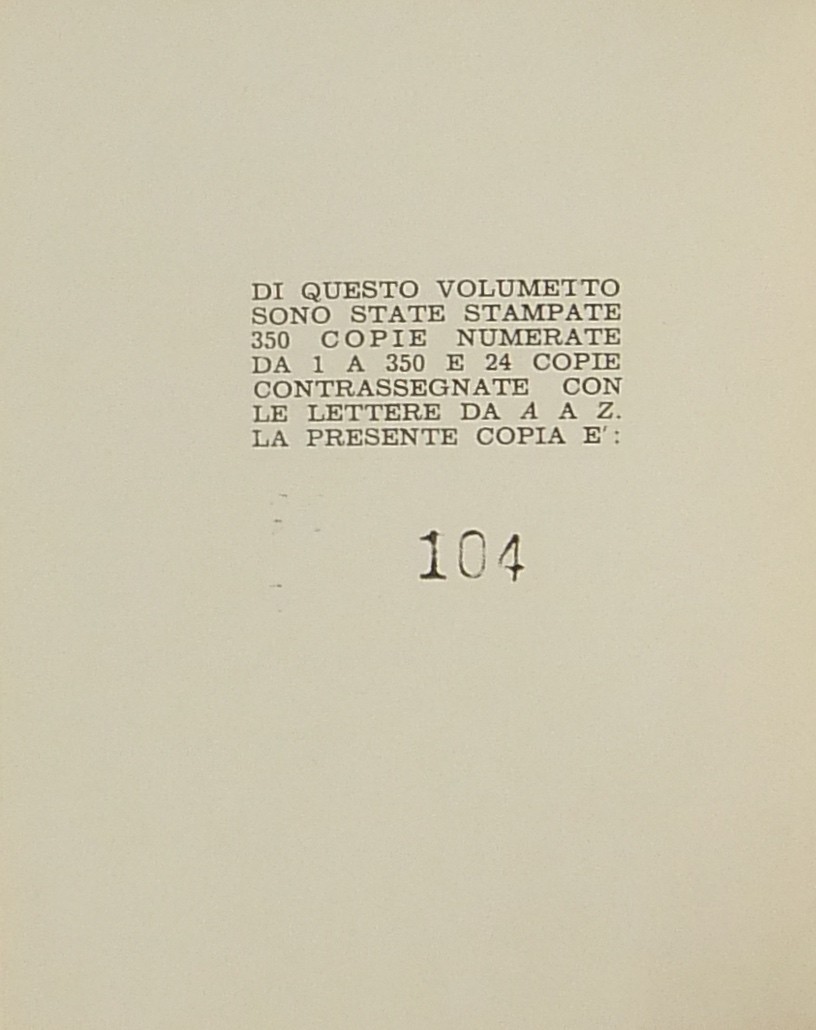 DI QUESTO VOLUMETTO
SONO STATE STAMPATE
350 COPIE NUMERATE
DA 1 A 350 E 24 COPIE
CONTRASSEGNATE CON
LE LETTERE DA A A Z.
LA PRESENTE COPIA E':
104